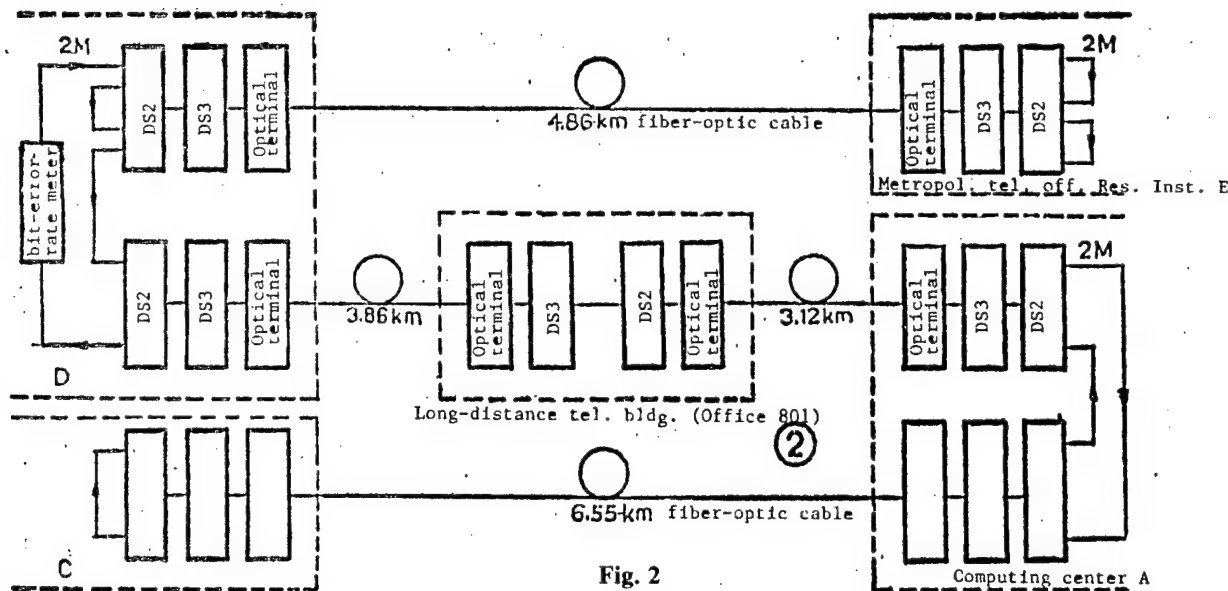 2M
DS2
DS3
Optical
terminal
4.86 km fiber-optic cable
Optical
terminal
DS3
DS2
2M
Metropol. tel. off. Res. Inst. E
bit-error-
rate meter
DS2
DS3
Optical
terminal
D
3.86km
Optical
terminal
DS3
DS2
Optical
terminal
3.12km
Optical
terminal
DS3
DS2
2M
Long-distance tel. bldg. (Office 801)
2
C
6.55km fiber-optic cable
Computing center A
Fig. 2